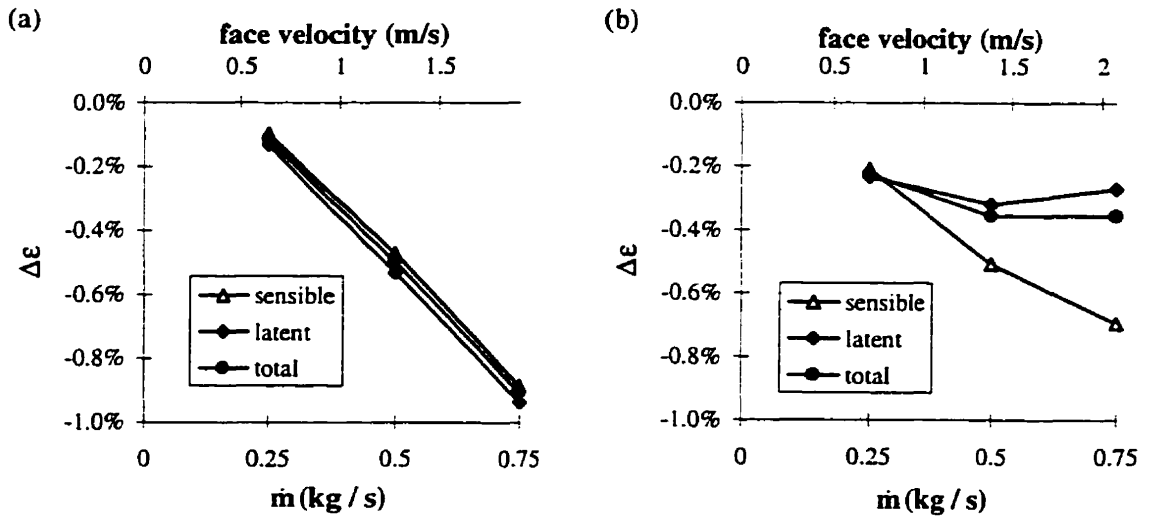 (a)
face velocity (m/s)
0 0.5 1 1.5
0.0%
-0.2%
-0.4%
-0.6%
-0.8%
-1.0%
Δε
sensible
latent
total
0 0.25 0.50 0.75
ṁ (kg / s)
(b)
face velocity (m/s)
0 0.5 1 1.5 2
0.0%
-0.2%
-0.4%
-0.6%
-0.8%
-1.0%
Δε
sensible
latent
total
0 0.25 0.50 0.75
ṁ (kg / s)